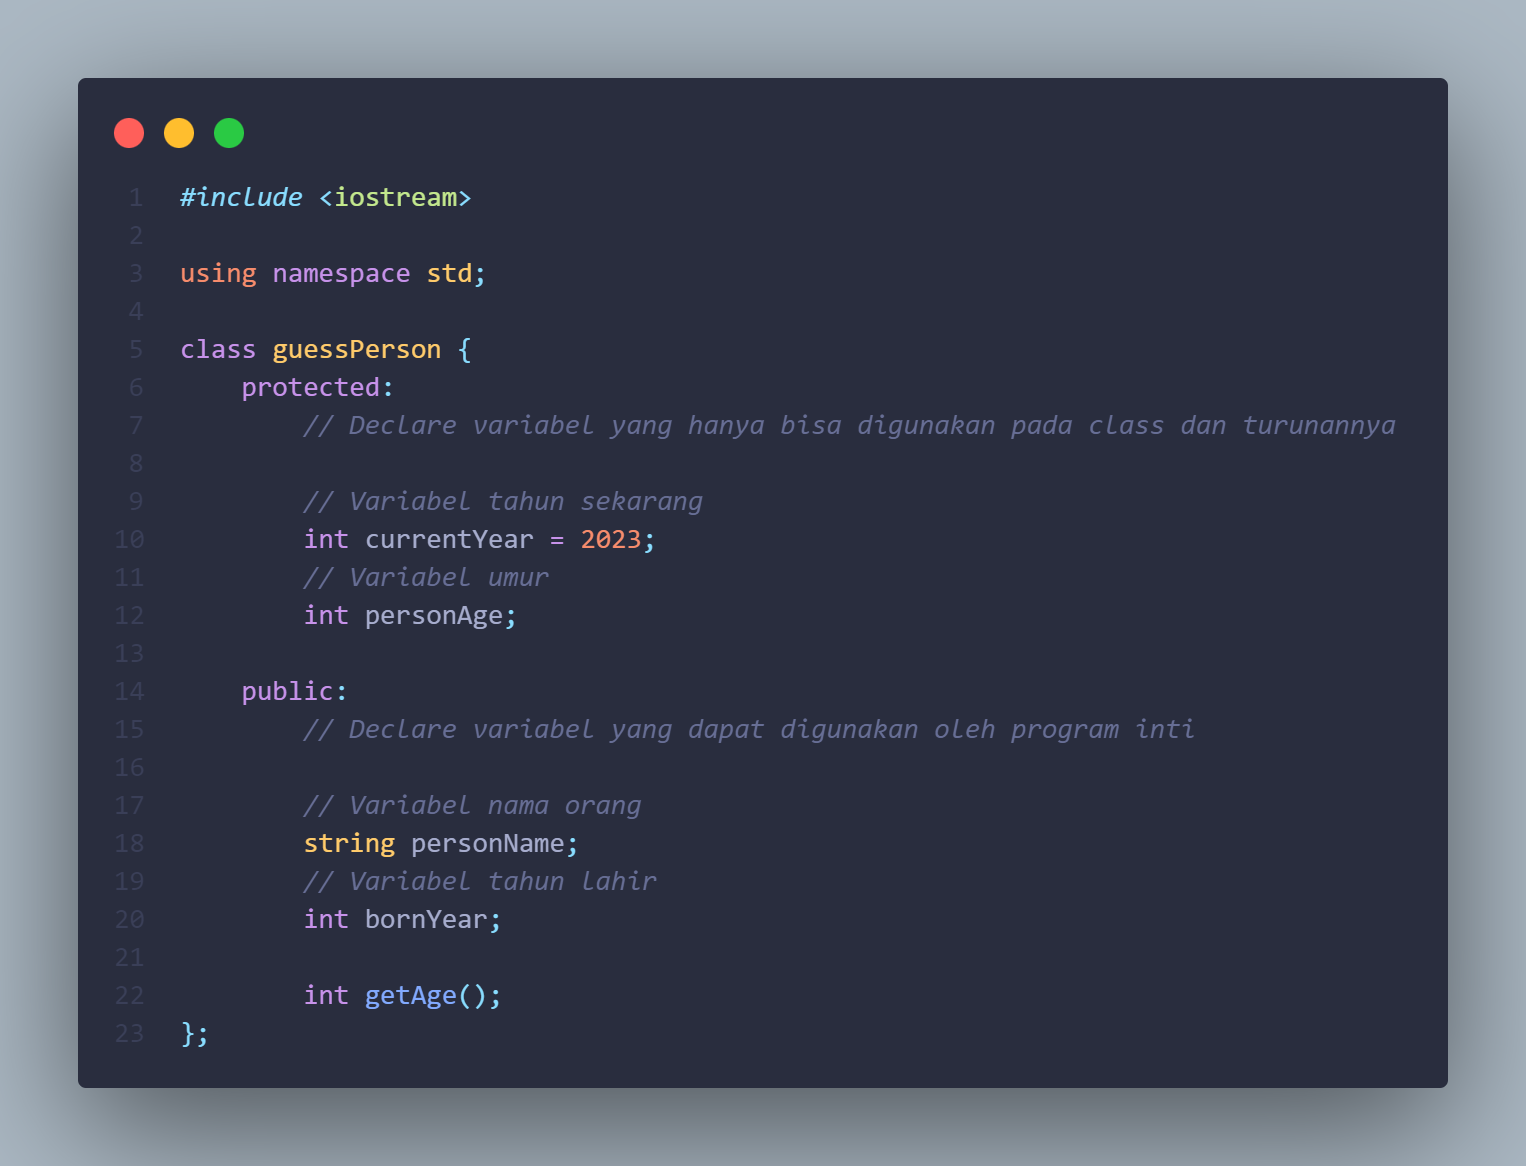 1 #include <iostream>
2
3 using namespace std;
4
5 class guessPerson {
6     protected:
7         // Declare variabel yang hanya bisa digunakan pada class dan turunannya
8
9         // Variabel tahun sekarang
10         int currentYear = 2023;
11         // Variabel umur
12         int personAge;
13
14     public:
15         // Declare variabel yang dapat digunakan oleh program inti
16
17         // Variabel nama orang
18         string personName;
19         // Variabel tahun lahir
20         int bornYear;
21
22         int getAge();
23 };